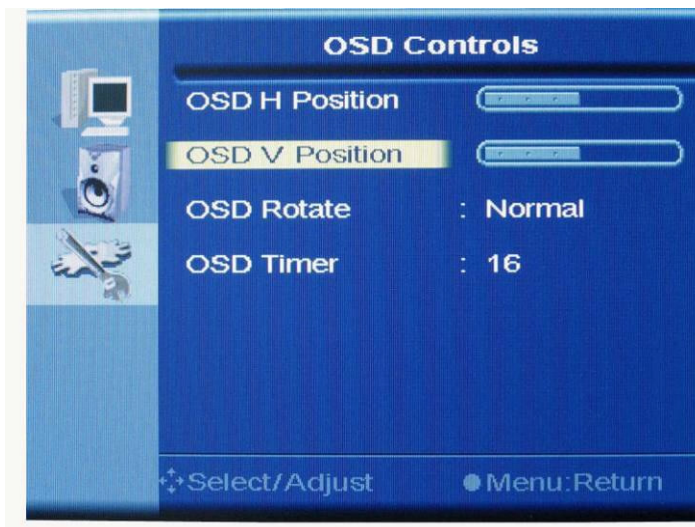 OSD Controls
OSD H Position
OSD V Position
OSD Rotate : Normal
OSD Timer : 16
Select/Adjust Menu:Return